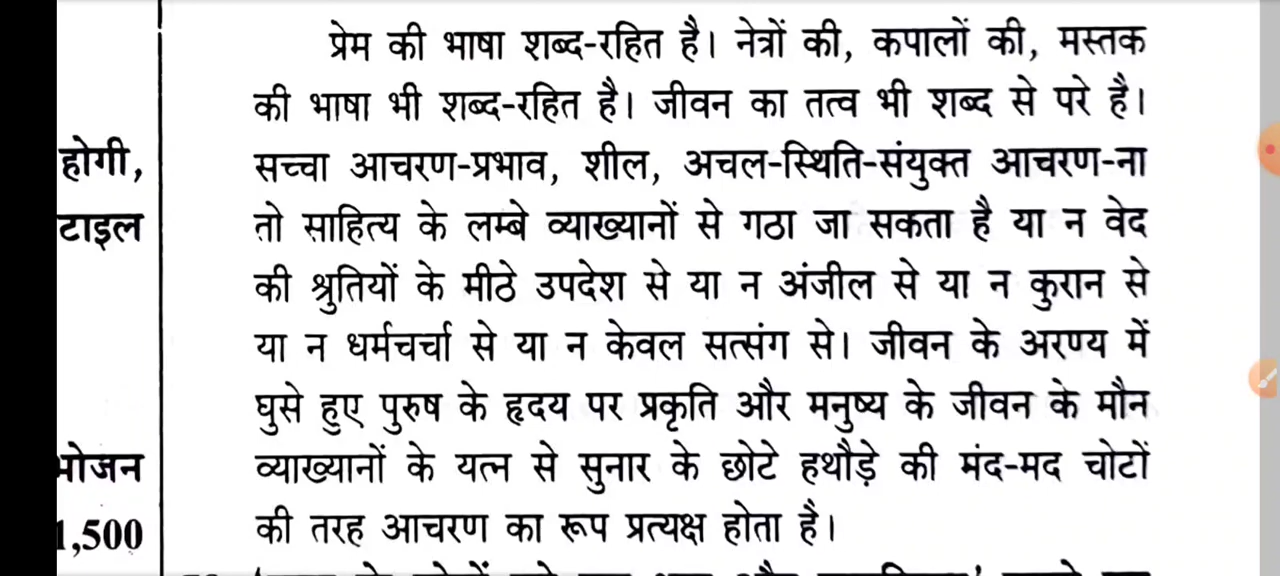 प्रेम की भाषा शब्द-रहित है। नेत्रों की, कपालों की, मस्तक
की भाषा भी शब्द-रहित है। जीवन का तत्व भी शब्द से परे है।
सच्चा आचरण-प्रभाव, शील, अचल-स्थिति-संयुक्त आचरण-ना
तो साहित्य के लम्बे व्याख्यानों से गठा जा सकता है या न वेद
की श्रुतियों के मीठे उपदेश से या न अंजील से या न कुरान से
या न धर्मचर्चा से या न केवल सत्संग से। जीवन के अरण्य में
घुसे हुए पुरुष के हृदय पर प्रकृति और मनुष्य के जीवन के मौन
व्याख्यानों के यत्न से सुनार के छोटे हथौड़े की मंद-मद चोटों
की तरह आचरण का रूप प्रत्यक्ष होता है।
होगी,
टाइल
भोजन
1,500